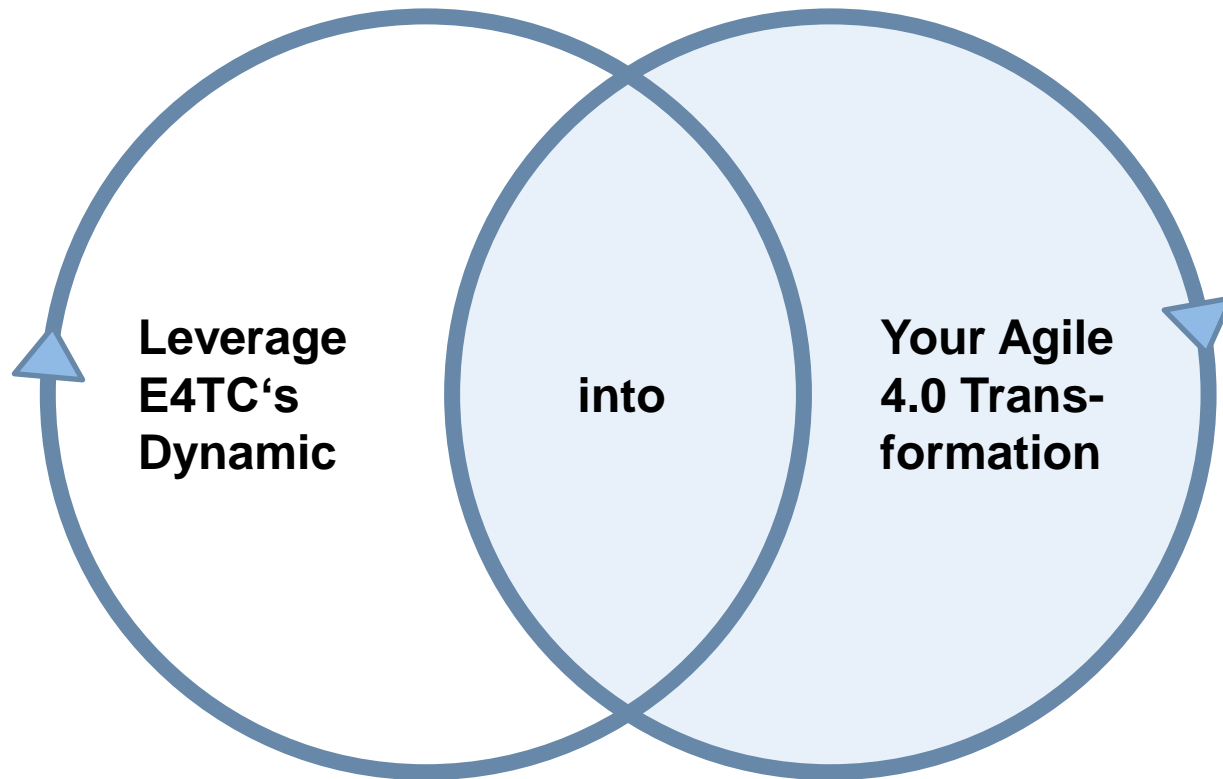 Leverage
E4TC‘s
Dynamic
into
Your Agile
4.0 Trans-
formation